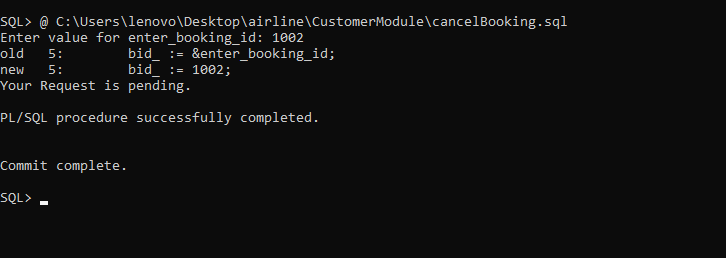 SQL> @ C:\Users\lenovo\Desktop\airline\CustomerModule\cancelBooking.sql
Enter value for enter_booking_id: 1002
old   5:        bid_ := &enter_booking_id;
new   5:        bid_ := 1002;
Your Request is pending.
PL/SQL procedure successfully completed.
Commit complete.
SQL>